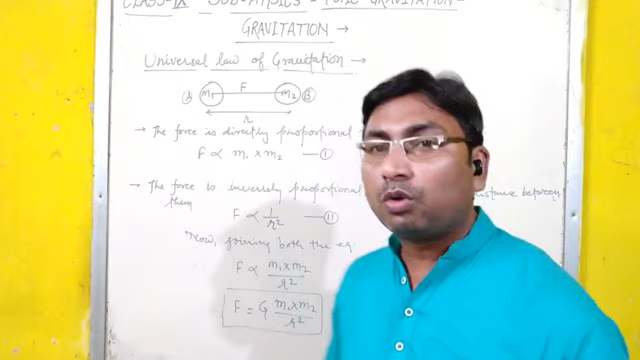 CLASS-IX SUB-PHYSICS - TOPIC GRAVITATION -
GRAVITATION →
Universal law of Gravitation →
A M1 F M2 B
r
→ The force is directly proportional
F ∝ m1 × m2 — I
→ The force is inversely proportional distance between
them
F ∝ 1/r² — II
Now, joining both the eq
F ∝ m1×m2/r²
F = G m1×m2/r²